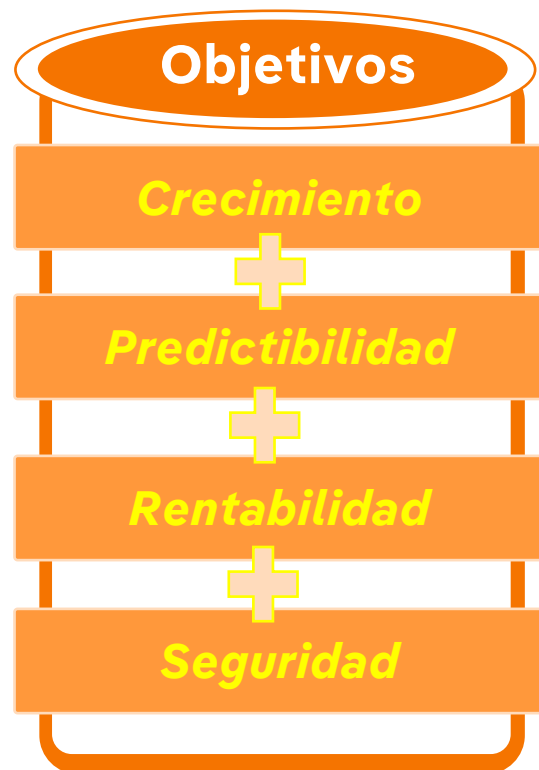 Objetivos
Crecimiento
Predictibilidad
Rentabilidad
Seguridad